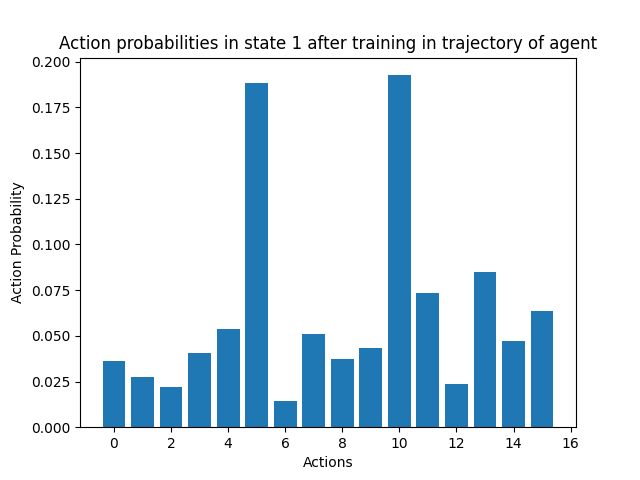 Action probabilities in state 1 after training in trajectory of agent
0.200
0.175
0.150
0.125
0.100
0.075
0.050
0.025
0.000
Action Probability
0 2 4 6 8 10 12 14 16
Actions